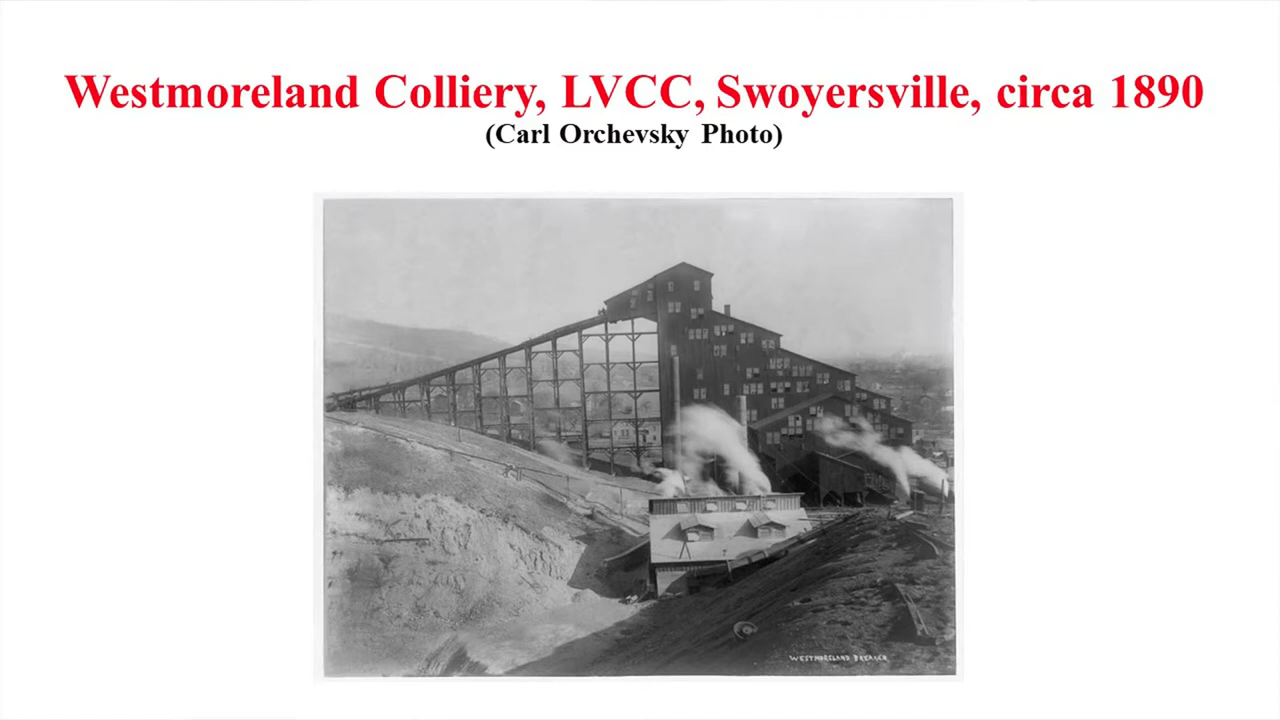 Westmoreland Colliery, LVCC, Swoyersville, circa 1890
(Carl Orchevsky Photo)
WESTMORELAND BREAKER